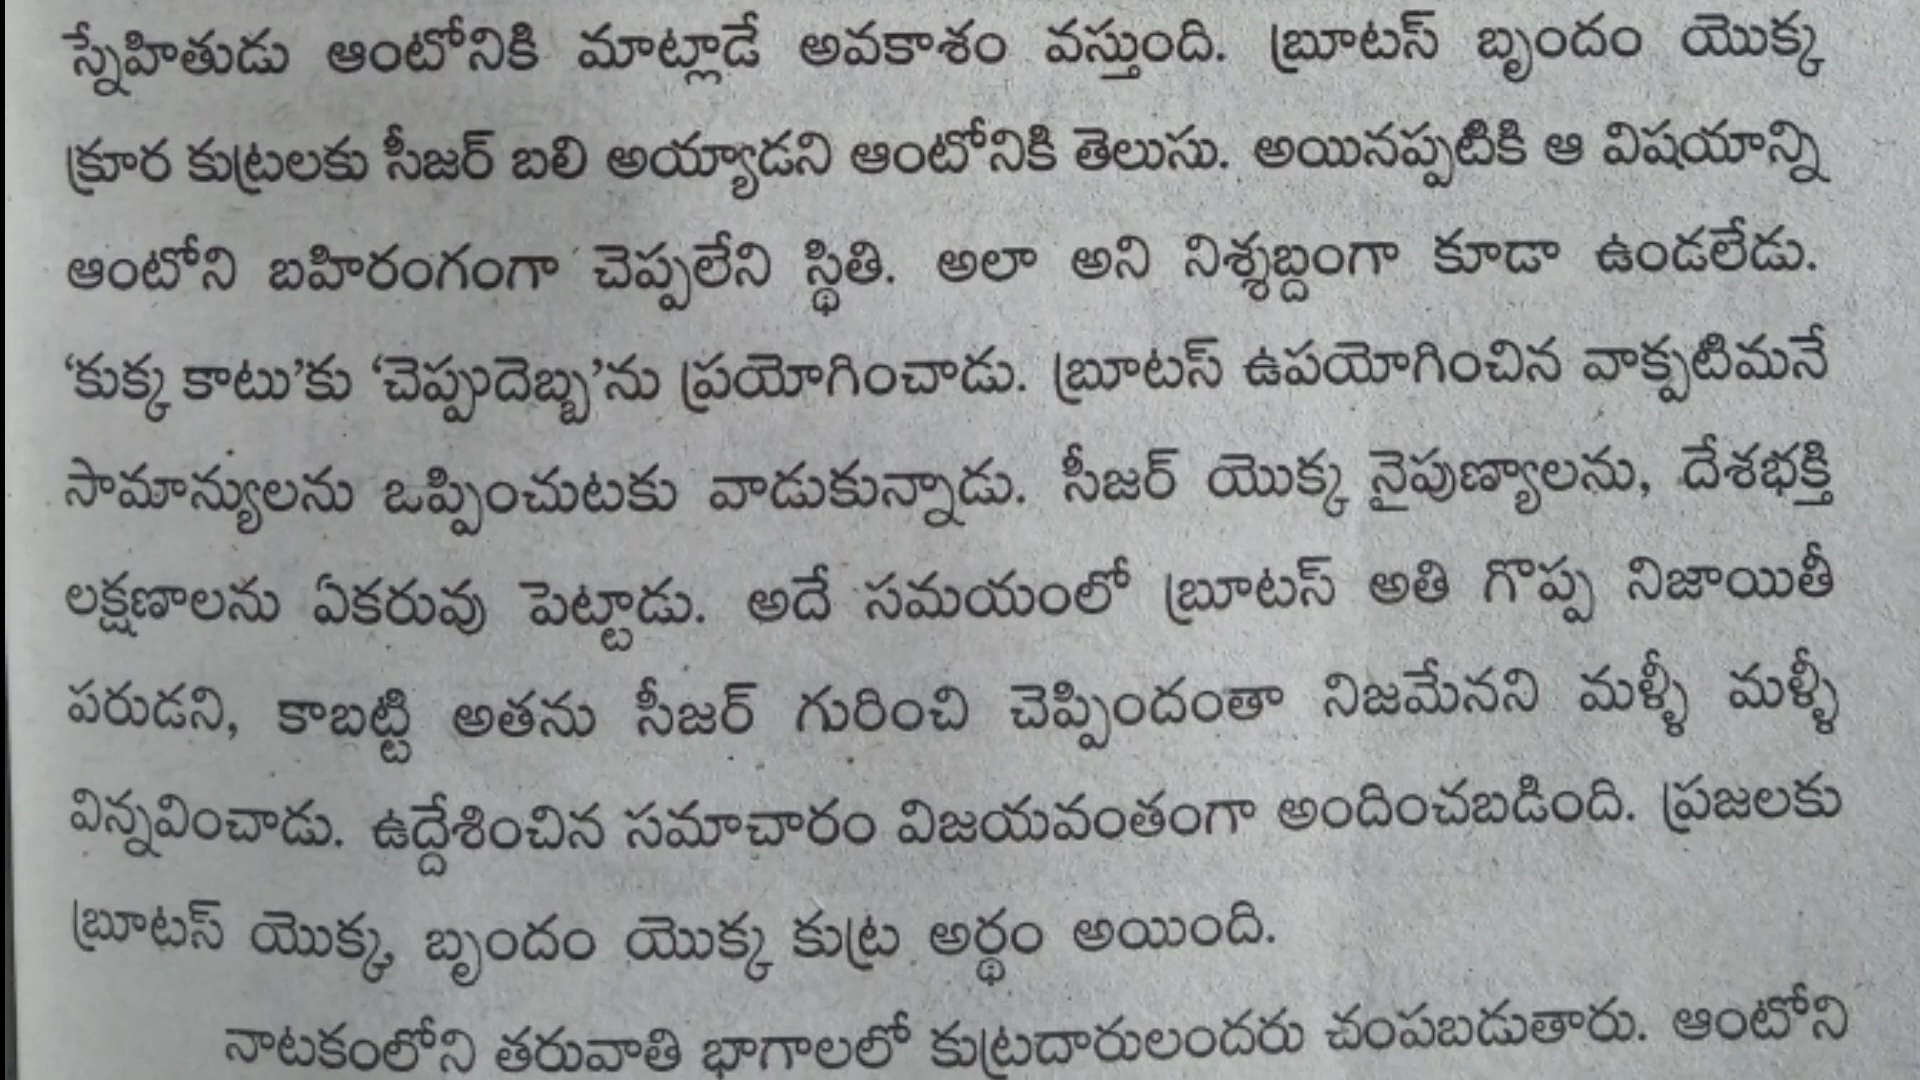 స్నేహితుడు ఆంటోనికి మాట్లాడే అవకాశం వస్తుంది. బ్రూటస్ బృందం యొక్క
క్రూర కుట్రలకు సీజర్ బలి అయ్యాడని ఆంటోనికి తెలుసు. అయినప్పటికి ఆ విషయాన్ని
ఆంటోని బహిరంగంగా చెప్పలేని స్థితి. అలా అని నిశ్శబ్దంగా కూడా ఉండలేడు.
‘కుక్క కాటు’కు ‘చెప్పుదెబ్బ’ను ప్రయోగించాడు. బ్రూటస్ ఉపయోగించిన వాక్పటిమనే
సామాన్యులను ఒప్పించుటకు వాడుకున్నాడు. సీజర్ యొక్క నైపుణ్యాలను, దేశభక్తి
లక్షణాలను ఏకరువు పెట్టాడు. అదే సమయంలో బ్రూటస్ అతి గొప్ప నిజాయితీ
పరుడని, కాబట్టి అతను సీజర్ గురించి చెప్పిందంతా నిజమేనని మళ్ళీ మళ్ళీ
విన్నవించాడు. ఉద్దేశించిన సమాచారం విజయవంతంగా అందించబడింది. ప్రజలకు
బ్రూటస్ యొక్క బృందం యొక్క కుట్ర అర్థం అయింది.
నాటకంలోని తరువాతి భాగాలలో కుట్రదారులందరు చంపబడుతారు. ఆంటోని